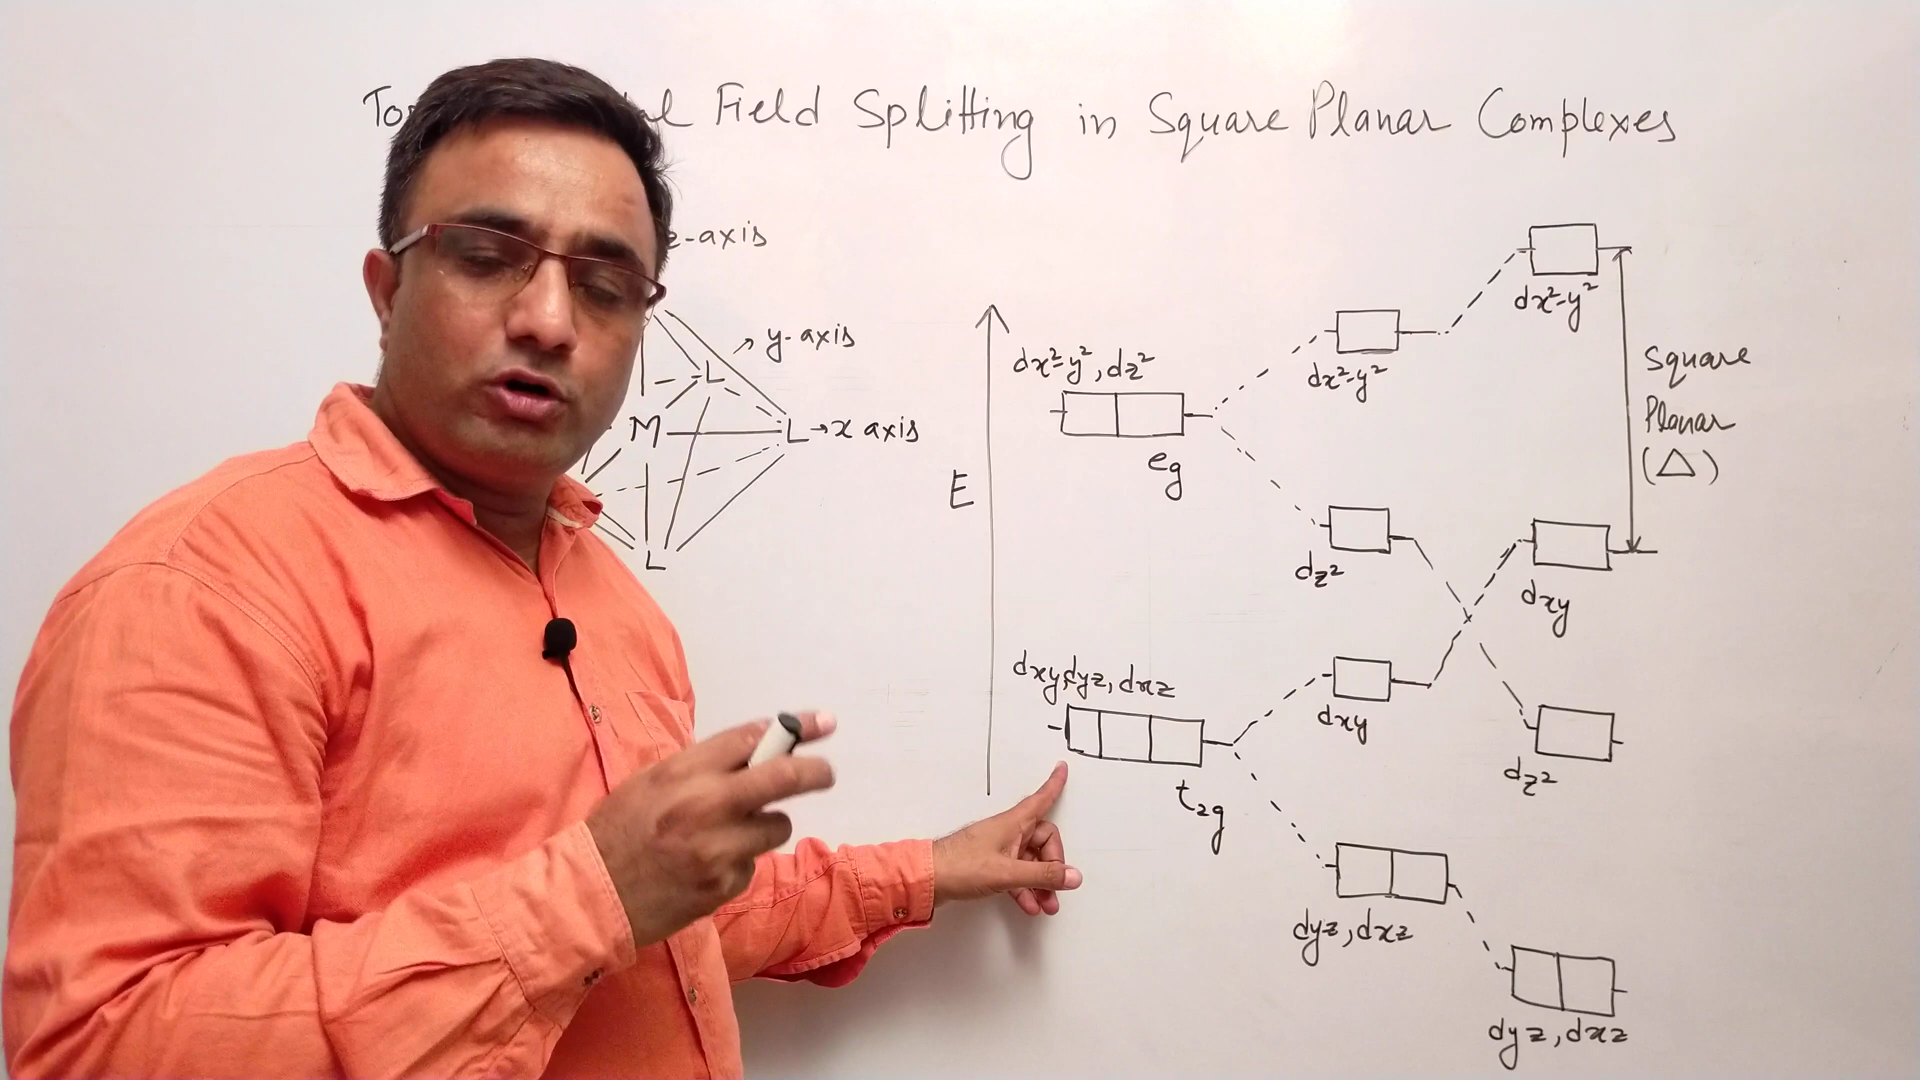 Field Splitting in Square Planar Complexes
z-axis
L → y-axis
M
L → x axis
L
E
dx²-y², dz²
eg
dxy, dyz, dxz
t₂g
dx²-y²
dz²
dxy
dyz, dxz
dx²-y²
dxy
dz²
dyz, dxz
Square
Planar
(△)